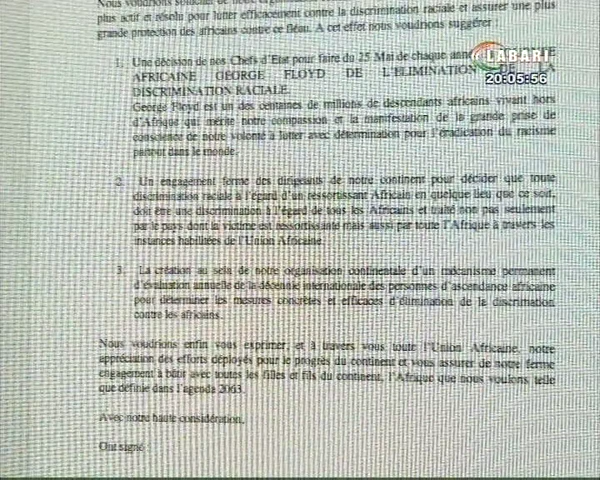 Nous voudrions solliciter de notre organisation
plus actif et résolu pour lutter efficacement contre la discrimination raciale et assurer une plus
grande protection des africains contre ce fléau. A cet effet nous voudrions suggérer :
1. Une décision de nos Chefs d'Etat pour faire du 25 Mai de chaque
LABARI
20:05:56
AFRICAINE GEORGE FLOYD DE L'ELIMINATION DE
DISCRIMINATION RACIALE.
George Floyd est un des centaines de millions de descendants africains vivant hors
d'Afrique qui mérite notre compassion et la manifestation de la grande prise de
conscience de notre volonté à lutter avec détermination pour l'éradication du racisme
partout dans le monde.
2. Un engagement ferme des dirigeants de notre continent pour décider que toute
discrimination raciale à l'égard d'un ressortissant Africain en quelque lieu que ce soit,
doit être une discrimination à l'égard de tous les Africains et traité non pas seulement
par le pays dont la victime est ressortissante mais aussi par toute l'Afrique à travers les
instances habilitées de l'Union Africaine.
3. La création au sein de notre organisation continentale d'un mécanisme permanent
d'évaluation annuelle de la décennie internationale des personnes d'ascendance africaine
pour déterminer les mesures concrètes et efficaces d'élimination de la discrimation
contre les africains.
Nous voudrions enfin vous exprimer, et à travers vous toute l'Union Africaine, notre
appréciation des efforts déployés pour le progrès du continent et vous assurer de notre ferme
engagement à bâtir avec toutes les filles et fils du continent, l'Afrique que nous voulons, telle
que définie dans l'agenda 2063.
Avec notre haute considération,
Ont signé :